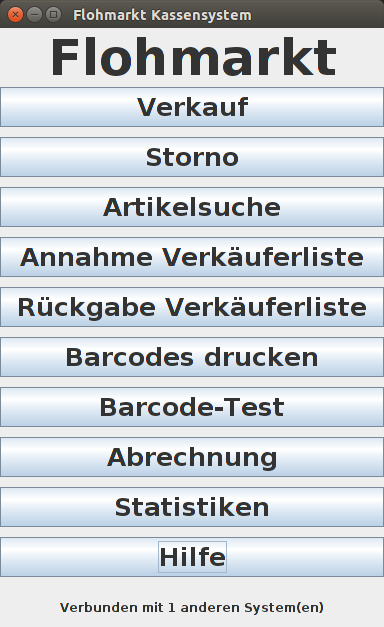 Flohmarkt Kassensystem
Flohmarkt
Verkauf
Storno
Artikelsuche
Annahme Verkäuferliste
Rückgabe Verkäuferliste
Barcodes drucken
Barcode-Test
Abrechnung
Statistiken
Hilfe
Verbunden mit 1 anderen System(en)